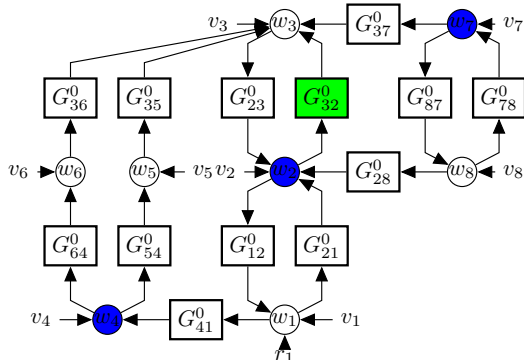 v₃ w₃ G⁰₃₇ w₇ v₇
G⁰₃₆ G⁰₃₅ G⁰₂₃ G⁰₃₂ G⁰₈₇ G⁰₇₈
v₆ w₆ w₅ v₅ v₂ w₂ G⁰₂₈ w₈ v₈
G⁰₆₄ G⁰₅₄ G⁰₁₂ G⁰₂₁
v₄ w₄ G⁰₄₁ w₁ v₁
r₁